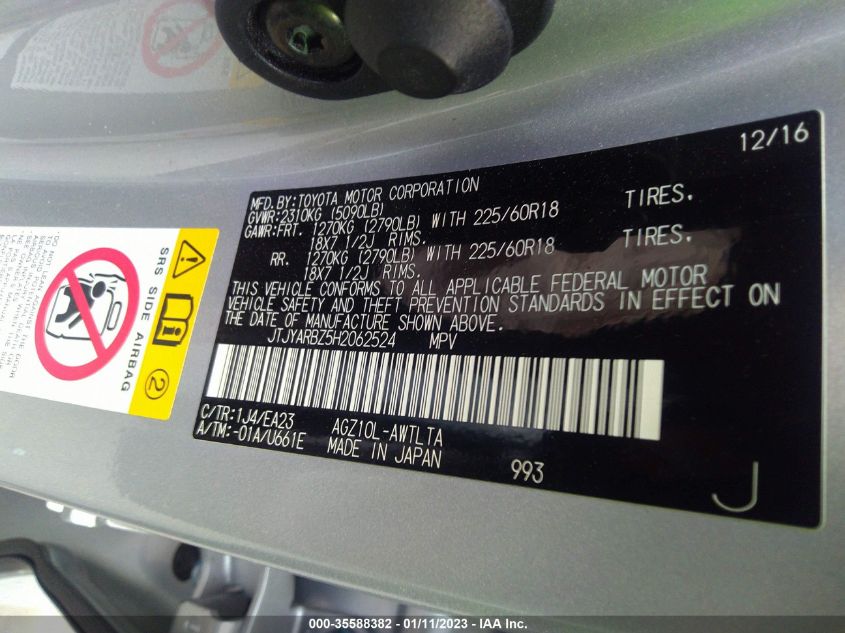 12/16
MFD.BY:TOYOTA MOTOR CORPORATION
GVWR:2310KG (5090LB)
GAWR:FRT. 1270KG (2790LB) WITH 225/60R18 TIRES.
18X7 1/2J RIMS.
RR. 1270KG (2790LB) WITH 225/60R18 TIRES.
18X7 1/2J RIMS.
THIS VEHICLE CONFORMS TO ALL APPLICABLE FEDERAL MOTOR
VEHICLE SAFETY AND THEFT PREVENTION STANDARDS IN EFFECT ON
THE DATE OF MANUFACTURE SHOWN ABOVE.
JTJYARBZ5H2062524 MPV
C/TR:1J4/EA23 AGZ10L-AWTLTA
A/TM:-01A/U661E MADE IN JAPAN
993
J
SRS SIDE AIRBAG
2
000-35588382 - 01/11/2023 - IAA Inc.